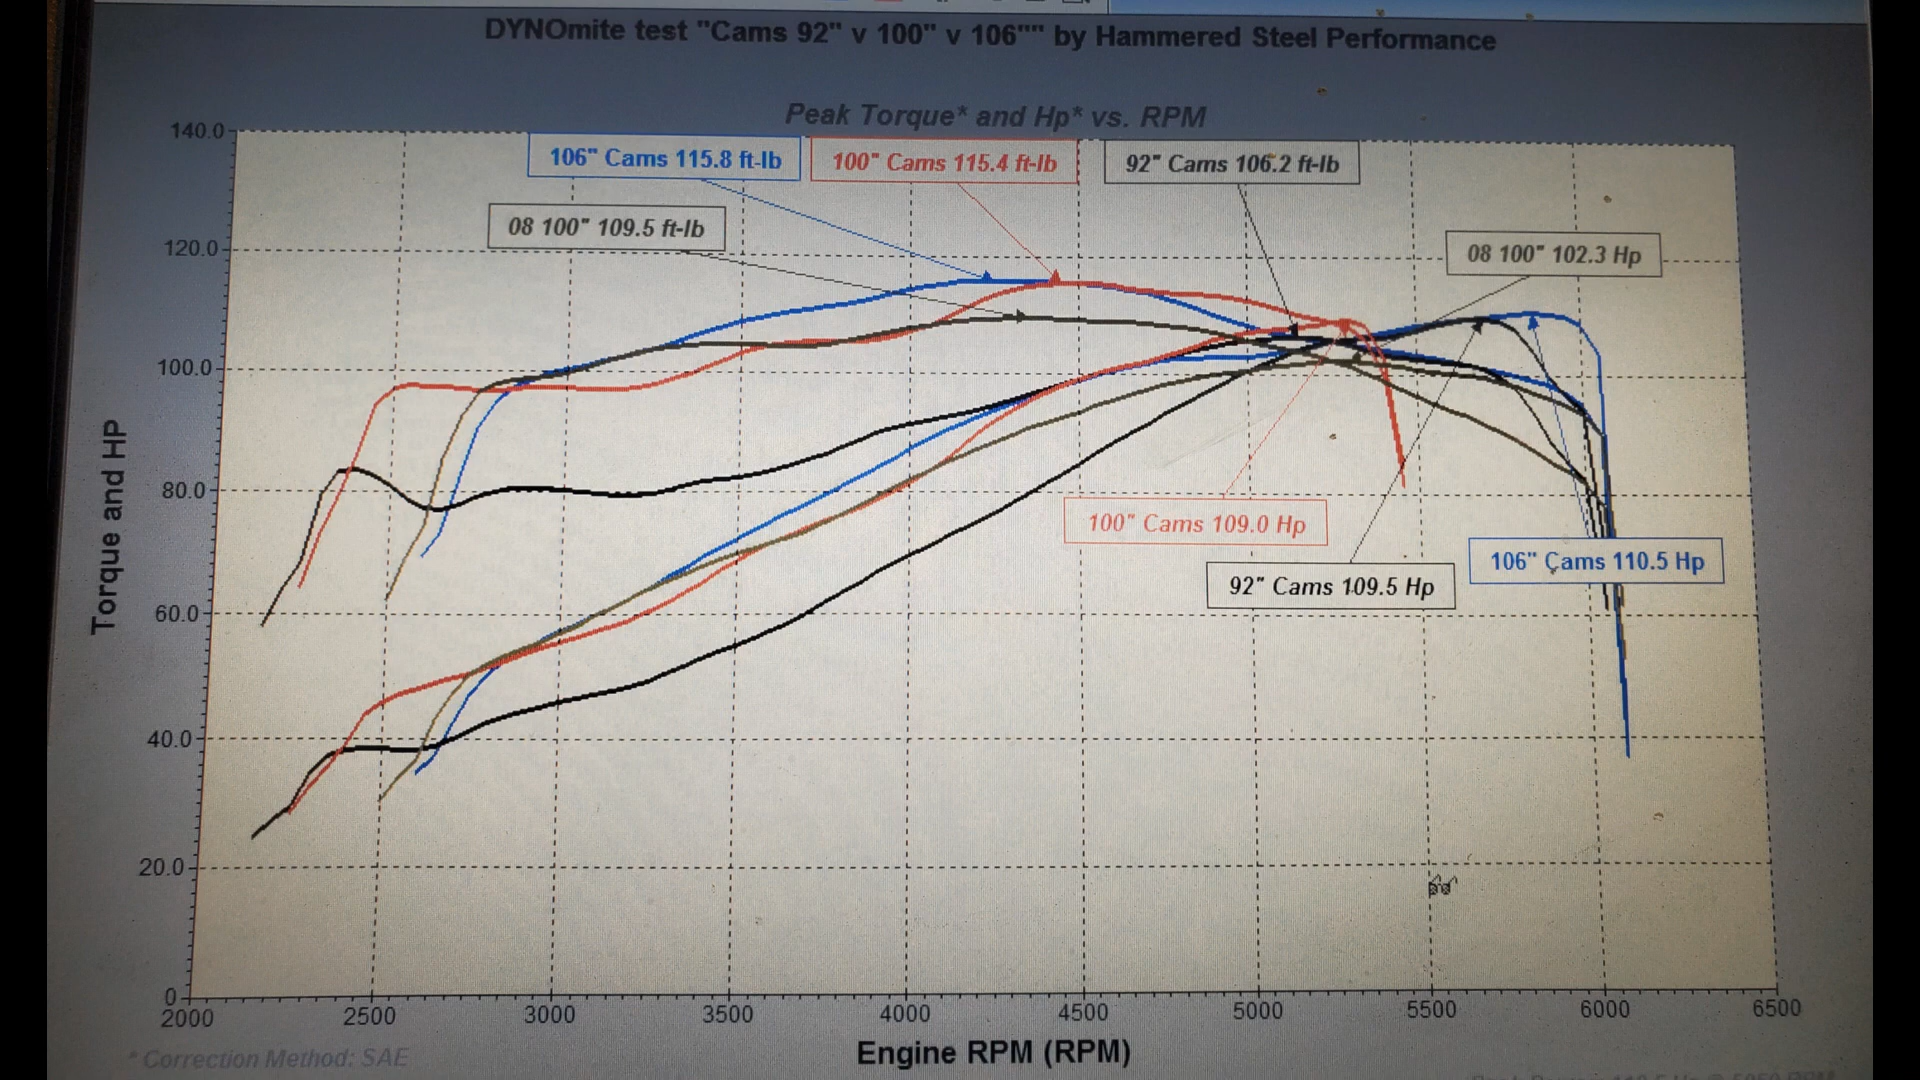 DYNOmite test "Cams 92" v 100" v 106"" by Hammered Steel Performance
Peak Torque* and Hp* vs. RPM
140.0
106" Cams 115.8 ft-lb
100" Cams 115.4 ft-lb
92" Cams 106.2 ft-lb
08 100" 109.5 ft-lb
08 100" 102.3 Hp
120.0
100.0
80.0
100" Cams 109.0 Hp
106" Cams 110.5 Hp
92" Cams 109.5 Hp
60.0
40.0
20.0
0
Torque and HP
2000 2500 3000 3500 4000 4500 5000 5500 6000 6500
Engine RPM (RPM)
* Correction Method: SAE